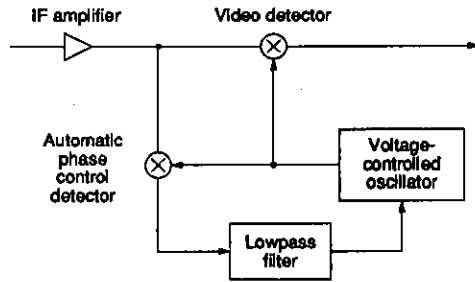 IF amplifier
Video detector
Automatic
phase
control
detector
Voltage-
controlled
oscillator
Lowpass
filter